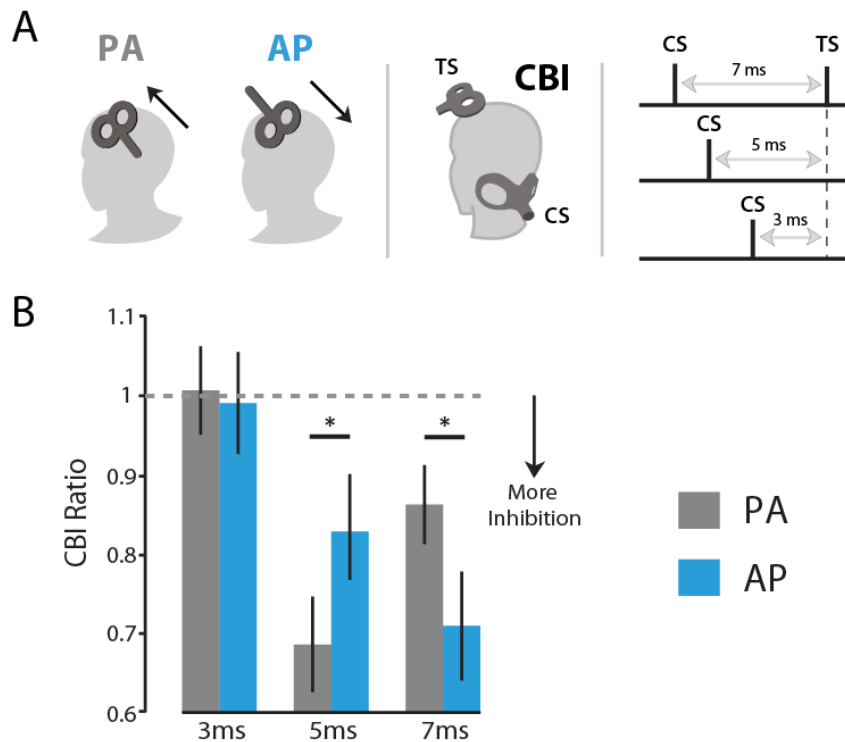 A
PA
AP
TS
CBI
CS
CS
TS
7 ms
CS
5 ms
CS
3 ms
B
1.1
1
0.9
0.8
0.7
0.6
CBI Ratio
*
*
More
Inhibition
3ms
5ms
7ms
PA
AP